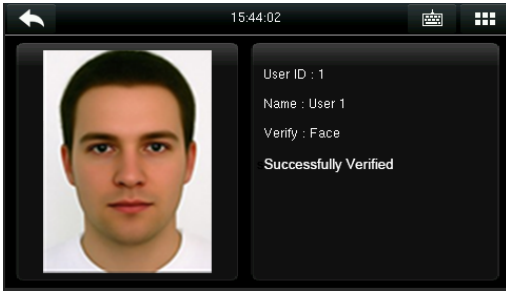 15:44:02
User ID : 1
Name : User 1
Verify : Face
Successfully Verified